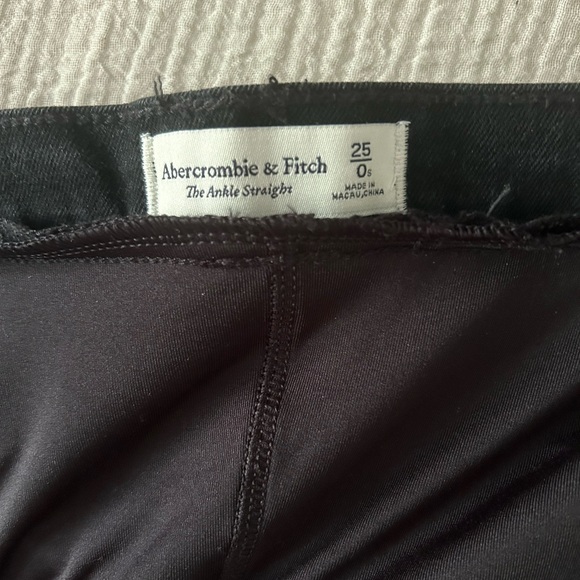 Abercrombie & Fitch
The Ankle Straight
25
0s
MADE IN
MACAU,CHINA